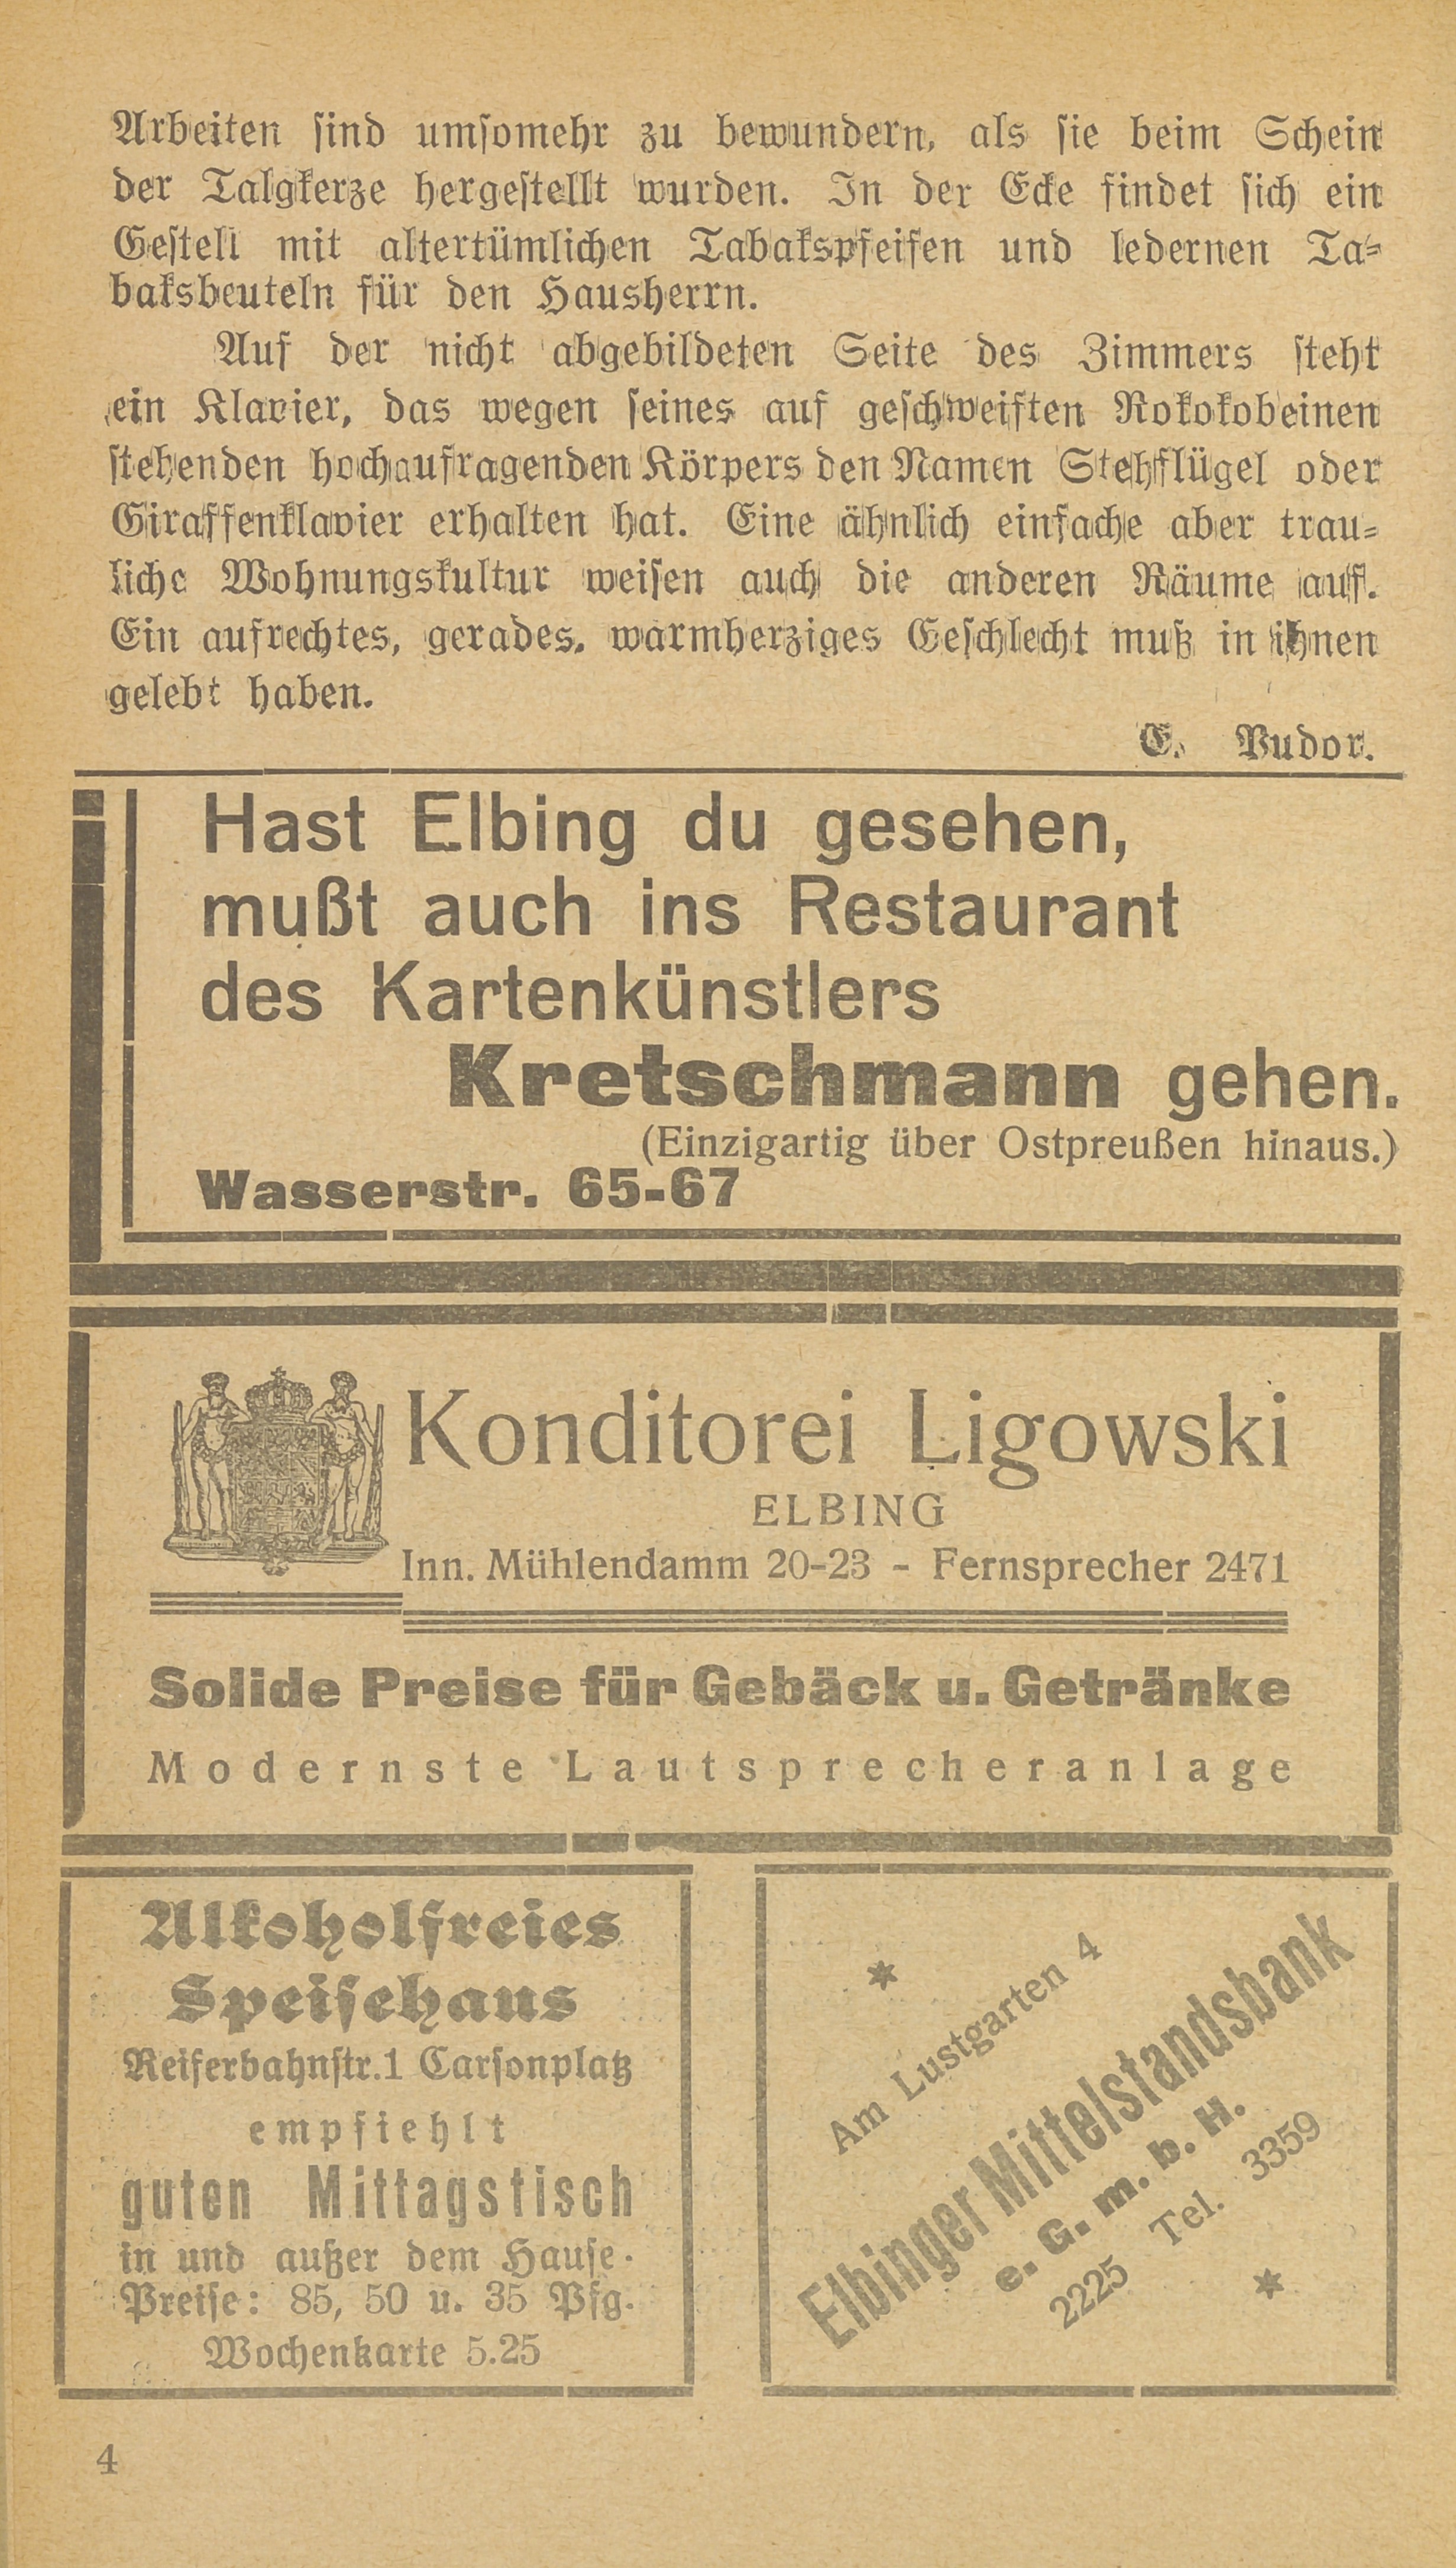 Arbeiten sind umsomehr zu bewundern, als sie beim Schein
der Talgkerze hergestellt wurden. In der Ecke findet sich ein
Gestell mit altertümlichen Tabakspfeifen und ledernen Ta-
baksbeuteln für den Hausherrn.
Auf der nicht abgebildeten Seite des Zimmers steht
ein Klavier, das wegen seines auf geschweiften Rokokobeinen
stehenden hochaufragenden Körpers den Namen Stehflügel oder
Giraffenklavier erhalten hat. Eine ähnlich einfache aber trau-
liche Wohnungskultur weisen auch die anderen Räume auf.
Ein aufrechtes, gerades, warmherziges Geschlecht muß in ihnen
gelebt haben.
E. Pudor.
Hast Elbing du gesehen,
mußt auch ins Restaurant
des Kartenkünstlers
Kretschmann gehen.
(Einzigartig über Ostpreußen hinaus.)
Wasserstr. 65-67
Konditorei Ligowski
ELBING
Inn. Mühlendamm 20-23 - Fernsprecher 2471
Solide Preise für Gebäck u. Getränke
Modernste Lautsprecheranlage
Alkoholfreies
Speisehaus
Reiferbahnstr.1 Carsonplatz
empfiehlt
guten Mittagstisch
in und außer dem Hause.
Preise: 85, 50 u. 35 Pfg.
Wochenkarte 5.25
* Am Lustgarten 4
Elbinger Mittelstandsbank
e. G. m. b. H.
2225 Tel. 3359 *
4